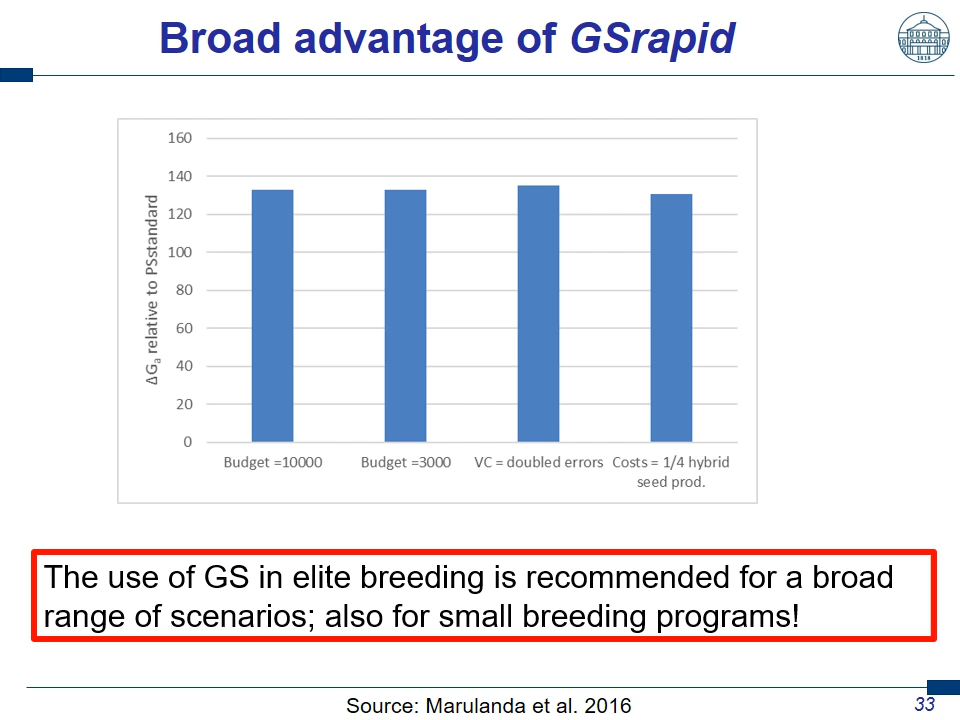 Broad advantage of GSrapid
1818
160
140
120
100
80
60
40
20
0
ΔGₐ relative to PSstandard
Budget =10000
Budget =3000
VC = doubled errors
Costs = 1/4 hybrid
seed prod.
The use of GS in elite breeding is recommended for a broad
range of scenarios; also for small breeding programs!
Source: Marulanda et al. 2016
33